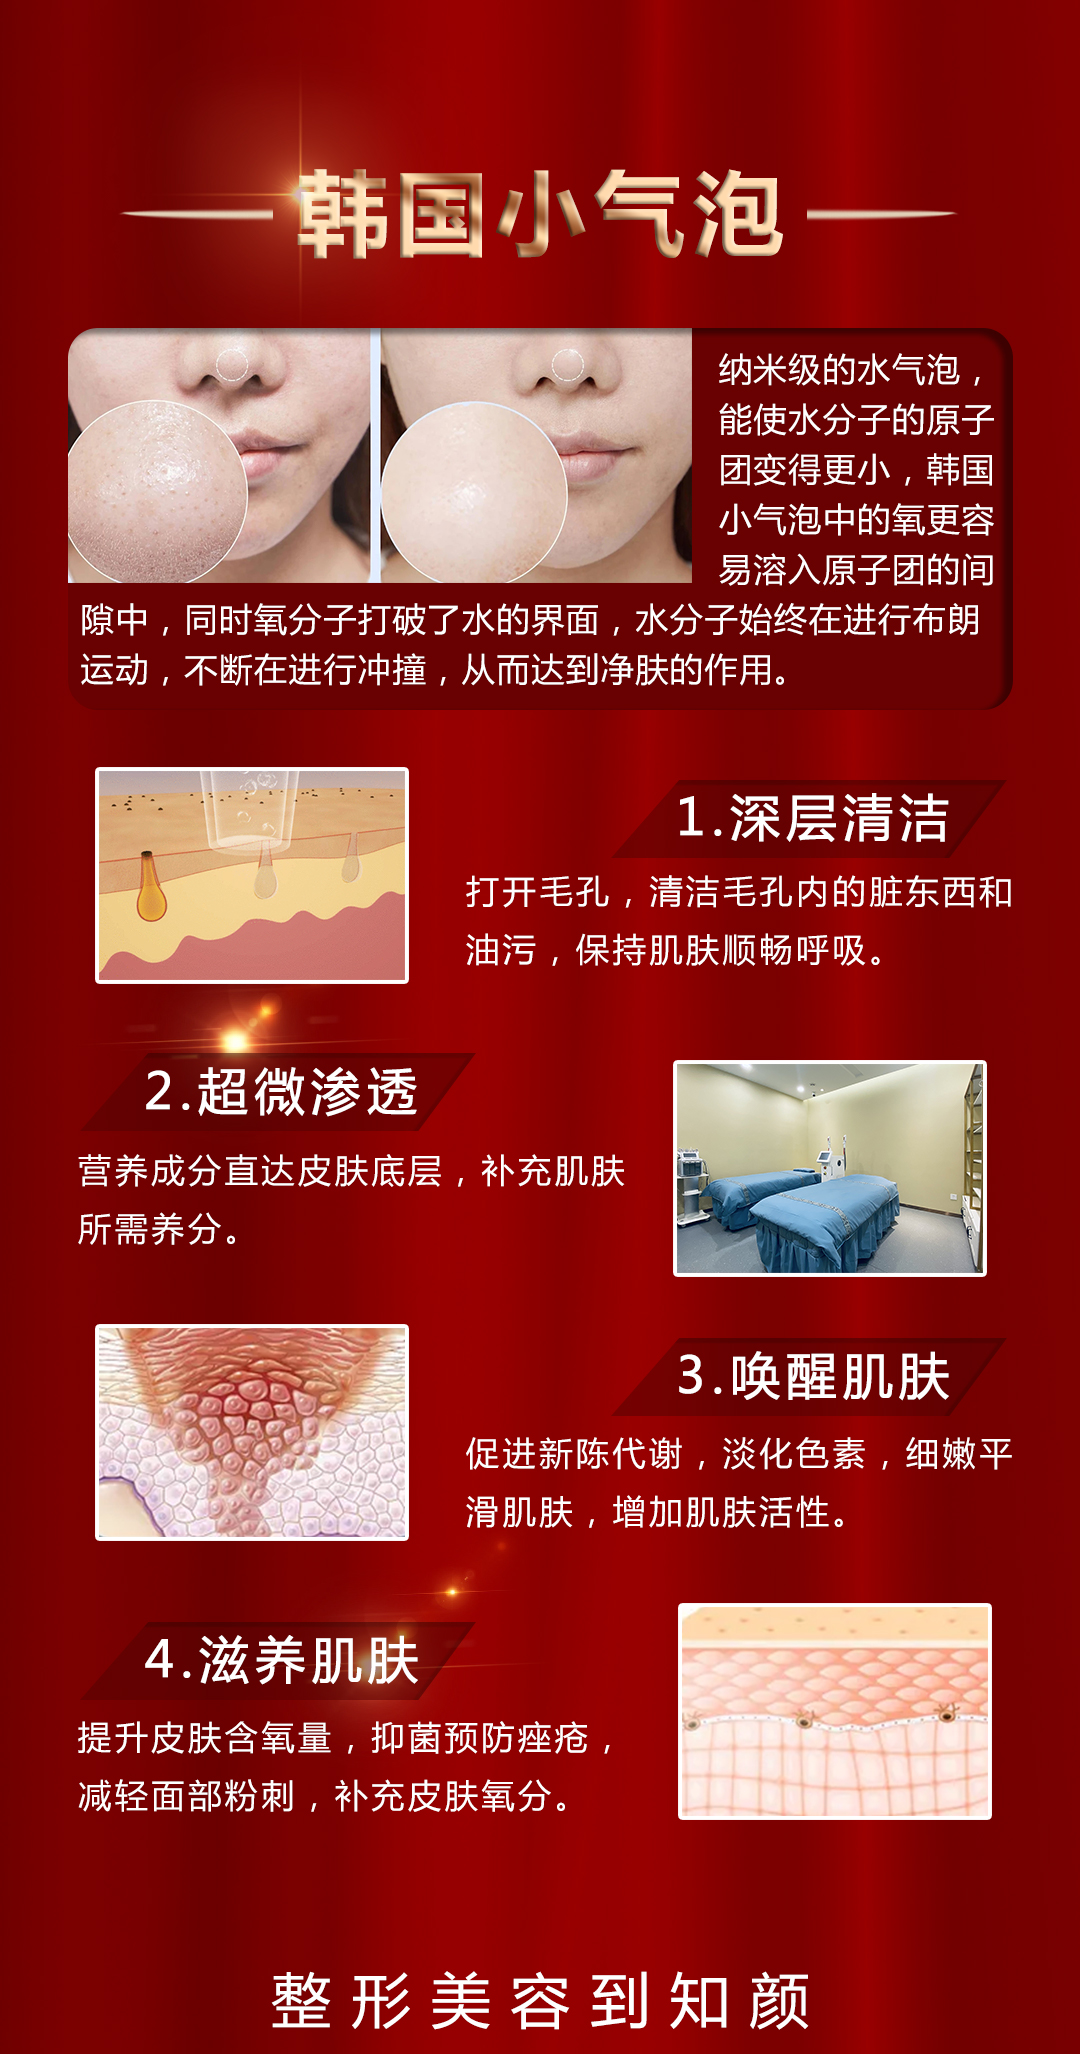 韩国小气泡
纳米级的水气泡，
能使水分子的原子
团变得更小，韩国
小气泡中的氧更容
易溶入原子团的间
隙中，同时氧分子打破了水的界面，水分子始终在进行布朗
运动，不断在进行冲撞，从而达到净肤的作用。
1.深层清洁
打开毛孔，清洁毛孔内的脏东西和
油污，保持肌肤顺畅呼吸。
2.超微渗透
营养成分直达皮肤底层，补充肌肤
所需养分。
3.唤醒肌肤
促进新陈代谢，淡化色素，细嫩平
滑肌肤，增加肌肤活性。
4.滋养肌肤
提升皮肤含氧量，抑菌预防痤疮，
减轻面部粉刺，补充皮肤氧分。
整形美容到知颜